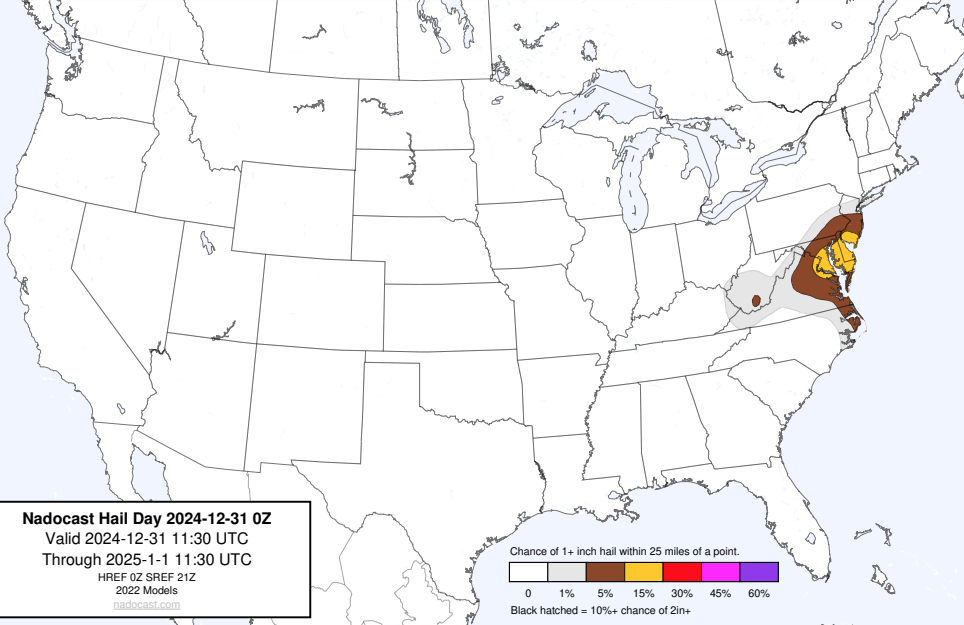 Nadocast Hail Day 2024-12-31 0Z
Valid 2024-12-31 11:30 UTC
Through 2025-1-1 11:30 UTC
HREF 0Z SREF 21Z
2022 Models
nadocast.com
Chance of 1+ inch hail within 25 miles of a point.
0 1% 5% 15% 30% 45% 60%
Black hatched = 10%+ chance of 2in+